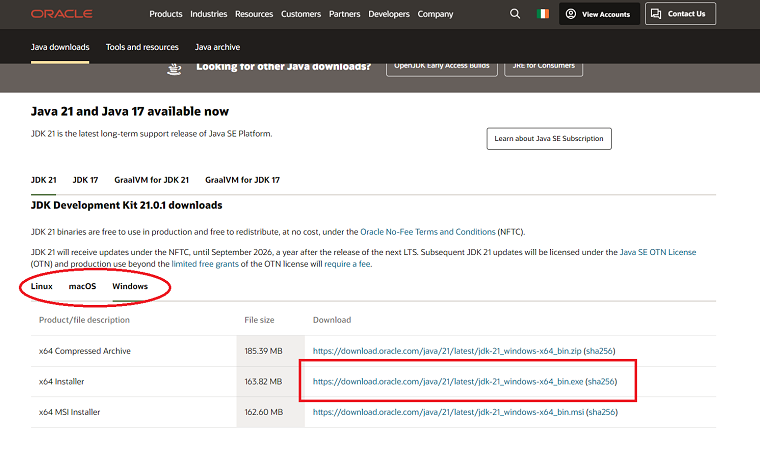 ORACLE Products Industries Resources Customers Partners Developers Company View Accounts Contact Us
Java downloads Tools and resources Java archive
Looking for other Java downloads? OpenJDK Early Access Builds JRE for Consumers
Java 21 and Java 17 available now
JDK 21 is the latest long-term support release of Java SE Platform.
Learn about Java SE Subscription
JDK 21 JDK 17 GraalVM for JDK 21 GraalVM for JDK 17
JDK Development Kit 21.0.1 downloads
JDK 21 binaries are free to use in production and free to redistribute, at no cost, under the Oracle No-Fee Terms and Conditions (NFTC).
JDK 21 will receive updates under the NFTC, until September 2026, a year after the release of the next LTS. Subsequent JDK 21 updates will be licensed under the Java SE OTN License
(OTN) and production use beyond the limited free grants of the OTN license will require a fee.
Linux macOS Windows
Product/file description File size Download
x64 Compressed Archive 185.39 MB https://download.oracle.com/java/21/latest/jdk-21_windows-x64_bin.zip (sha256)
x64 Installer 163.82 MB https://download.oracle.com/java/21/latest/jdk-21_windows-x64_bin.exe (sha256)
x64 MSI Installer 162.60 MB https://download.oracle.com/java/21/latest/jdk-21_windows-x64_bin.msi (sha256)